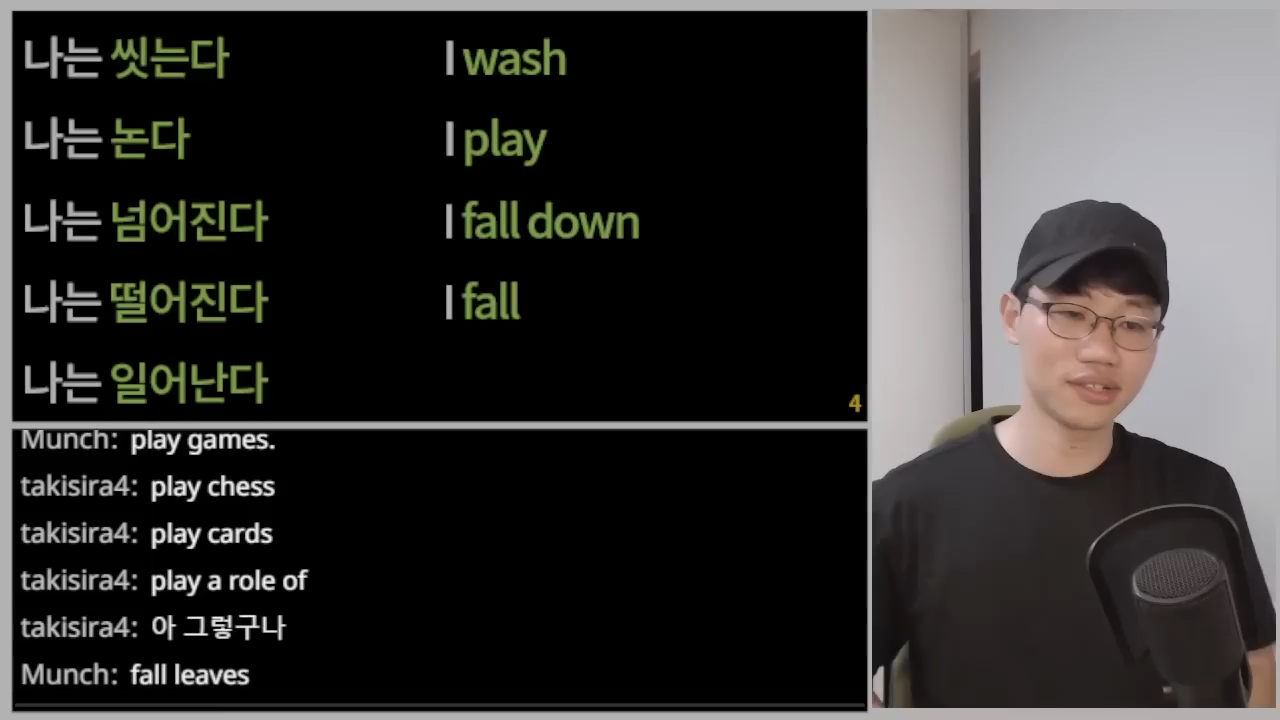 나는 씻는다 I wash
나는 논다 I play
나는 넘어진다 I fall down
나는 떨어진다 I fall
나는 일어난다
4
Munch: play games.
takisira4: play chess
takisira4: play cards
takisira4: play a role of
takisira4: 아 그렇구나
Munch: fall leaves